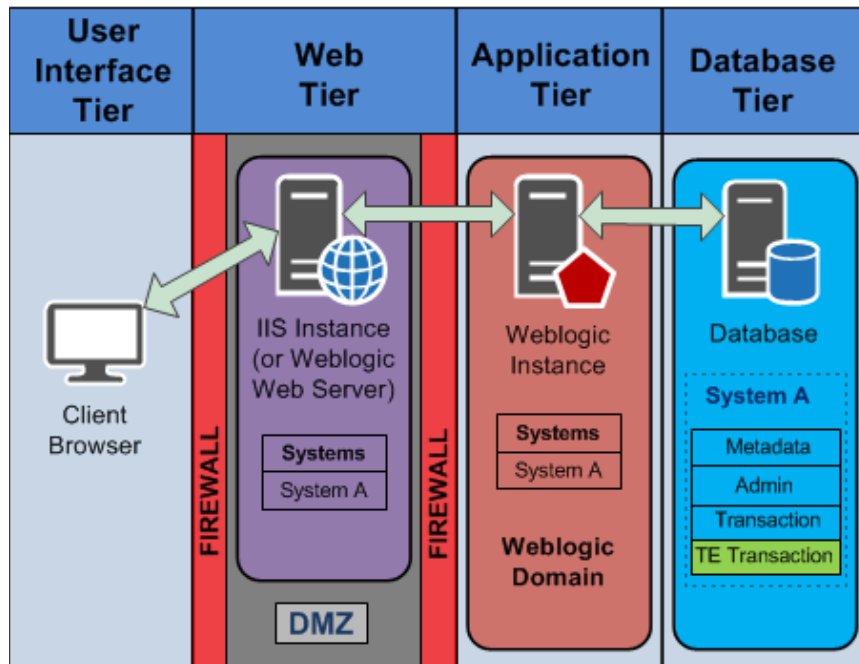 User
Interface
Tier
Web
Tier
Application
Tier
Database
Tier
Client
Browser
FIREWALL
IIS Instance
(or Weblogic
Web Server)
Systems
System A
DMZ
FIREWALL
Weblogic
Instance
Systems
System A
Weblogic
Domain
Database
System A
Metadata
Admin
Transaction
TE Transaction